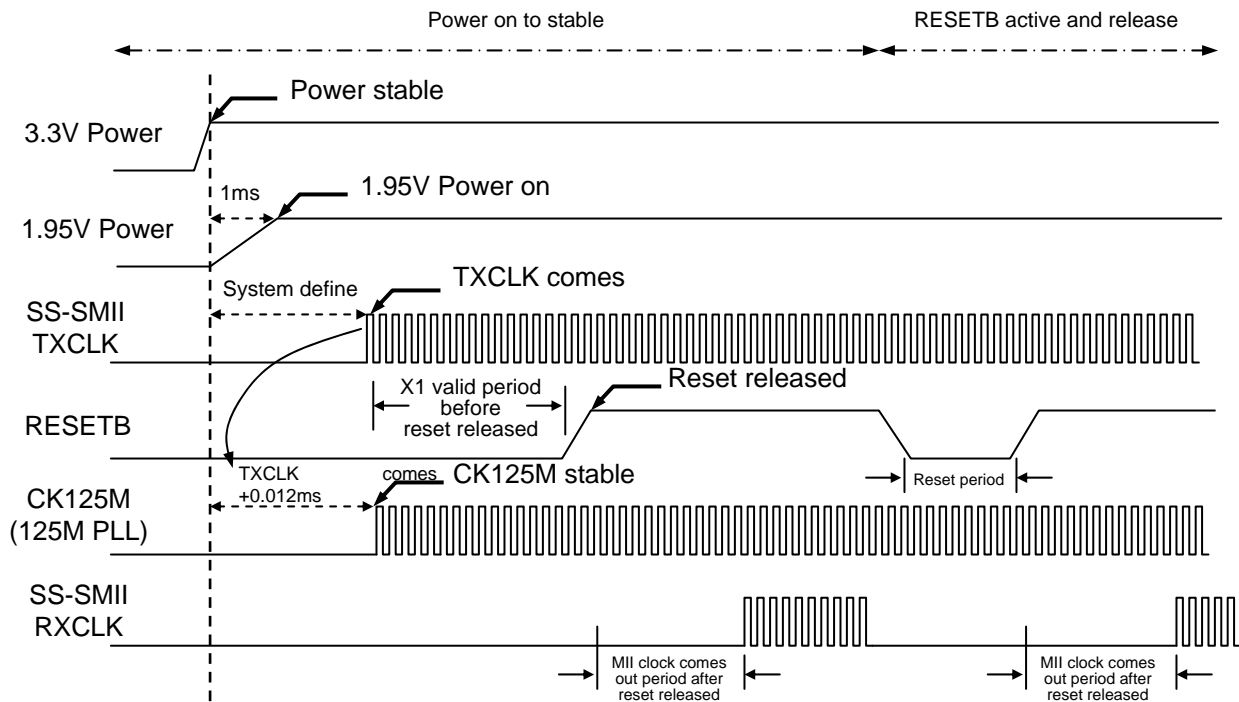 Power on to stable
RESETB active and release
Power stable
3.3V Power
1ms
1.95V Power on
1.95V Power
System define
TXCLK comes
SS-SMII
TXCLK
X1 valid period
before
reset released
Reset released
RESETB
TXCLK comes
+0.012ms
CK125M stable
Reset period
CK125M
(125M PLL)
SS-SMII
RXCLK
MII clock comes
out period after
reset released
MII clock comes
out period after
reset released